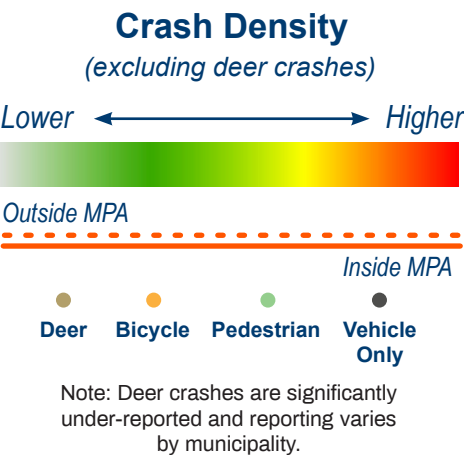 Crash Density
(excluding deer crashes)
Lower Higher
Outside MPA
Inside MPA
Deer Bicycle Pedestrian Vehicle
Only
Note: Deer crashes are significantly
under-reported and reporting varies
by municipality.